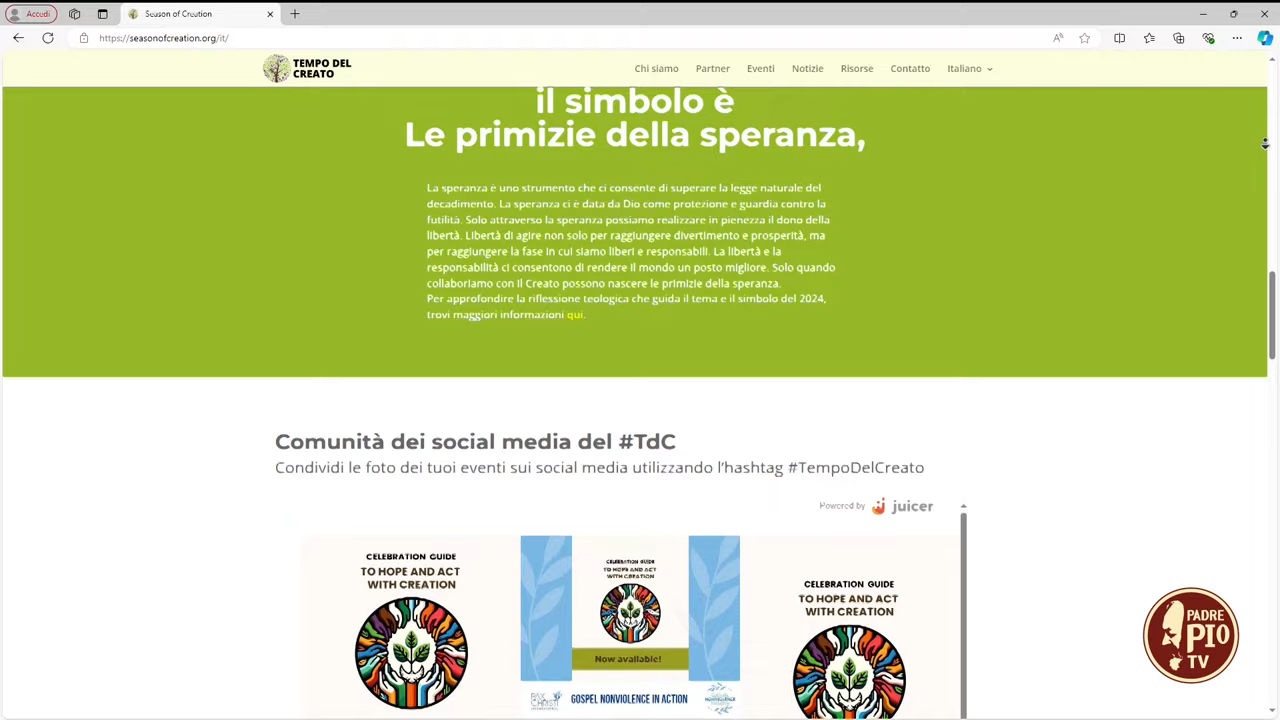 Accedi
Season of Creation
https://seasonofcreation.org/it/
TEMPO DEL
CREATO
Chi siamo
Partner
Eventi
Notizie
Risorse
Contatto
Italiano
il simbolo è
Le primizie della speranza,
La speranza è uno strumento che ci consente di superare la legge naturale del
decadimento. La speranza ci è data da Dio come protezione e guardia contro la
futilità. Solo attraverso la speranza possiamo realizzare in pienezza il dono della
libertà. Libertà di agire non solo per raggiungere divertimento e prosperità, ma
per raggiungere la fase in cui siamo liberi e responsabili. La libertà e la
responsabilità ci consentono di rendere il mondo un posto migliore. Solo quando
collaboriamo con il Creato possono nascere le primizie della speranza.
Per approfondire la riflessione teologica che guida il tema e il simbolo del 2024,
trovi maggiori informazioni qui.
Comunità dei social media del #TdC
Condividi le foto dei tuoi eventi sui social media utilizzando l'hashtag #TempoDelCreato
Powered by juicer
CELEBRATION GUIDE
TO HOPE AND ACT
WITH CREATION
CELEBRATION GUIDE
TO HOPE AND ACT
WITH CREATION
Now available!
PAX
CHRISTI
GOSPEL NONVIOLENCE IN ACTION
NONVIOLENCE
CELEBRATION GUIDE
TO HOPE AND ACT
WITH CREATION
PADRE
PIO
TV